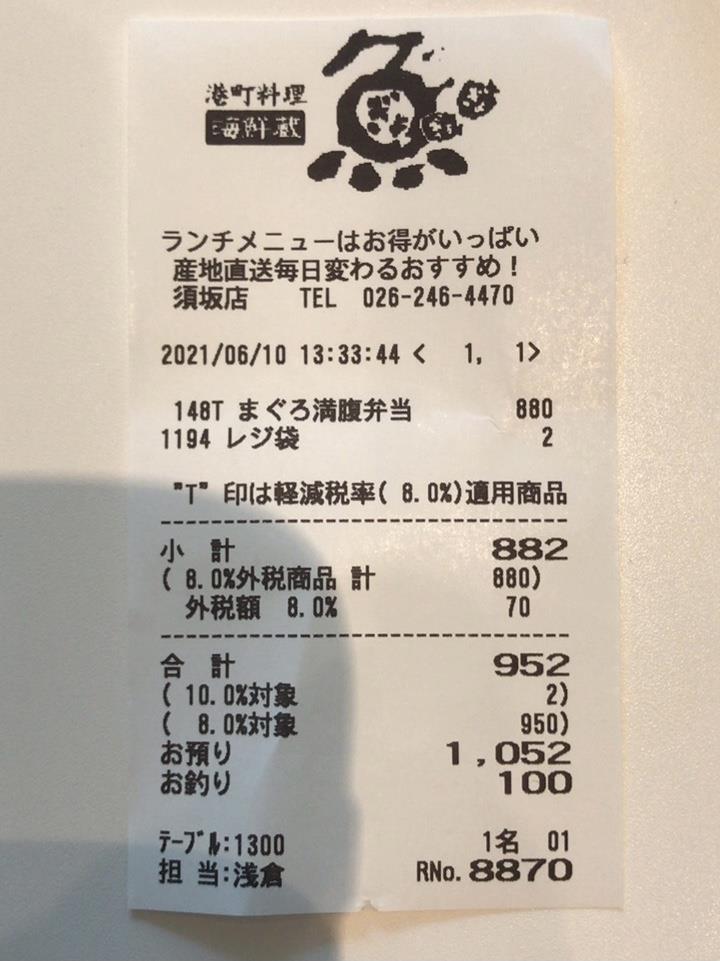 港町料理
海鮮蔵
ランチメニューはお得がいっぱい
産地直送毎日変わるおすすめ！
須坂店 TEL 026-246-4470
2021/06/10 13:33:44 < 1, 1>
148T まぐろ満腹弁当 880
1194 レジ袋 2
"T" 印は軽減税率( 8.0%)適用商品
小 計 882
( 8.0%外税商品 計 880)
外税額 8.0% 70
合 計 952
( 10.0%対象 2)
( 8.0%対象 950)
お預り 1,052
お釣り 100
ﾃｰﾌﾞﾙ:1300 1名 01
担 当:浅倉 RNo.8870